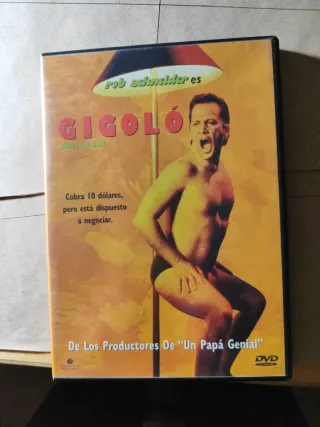 rob schneider es
GIGOLÓ
Cobra 10 dólares,
pero está dispuesto
a negociar.
De Los Productores De "Un Papá Genial"
DVD